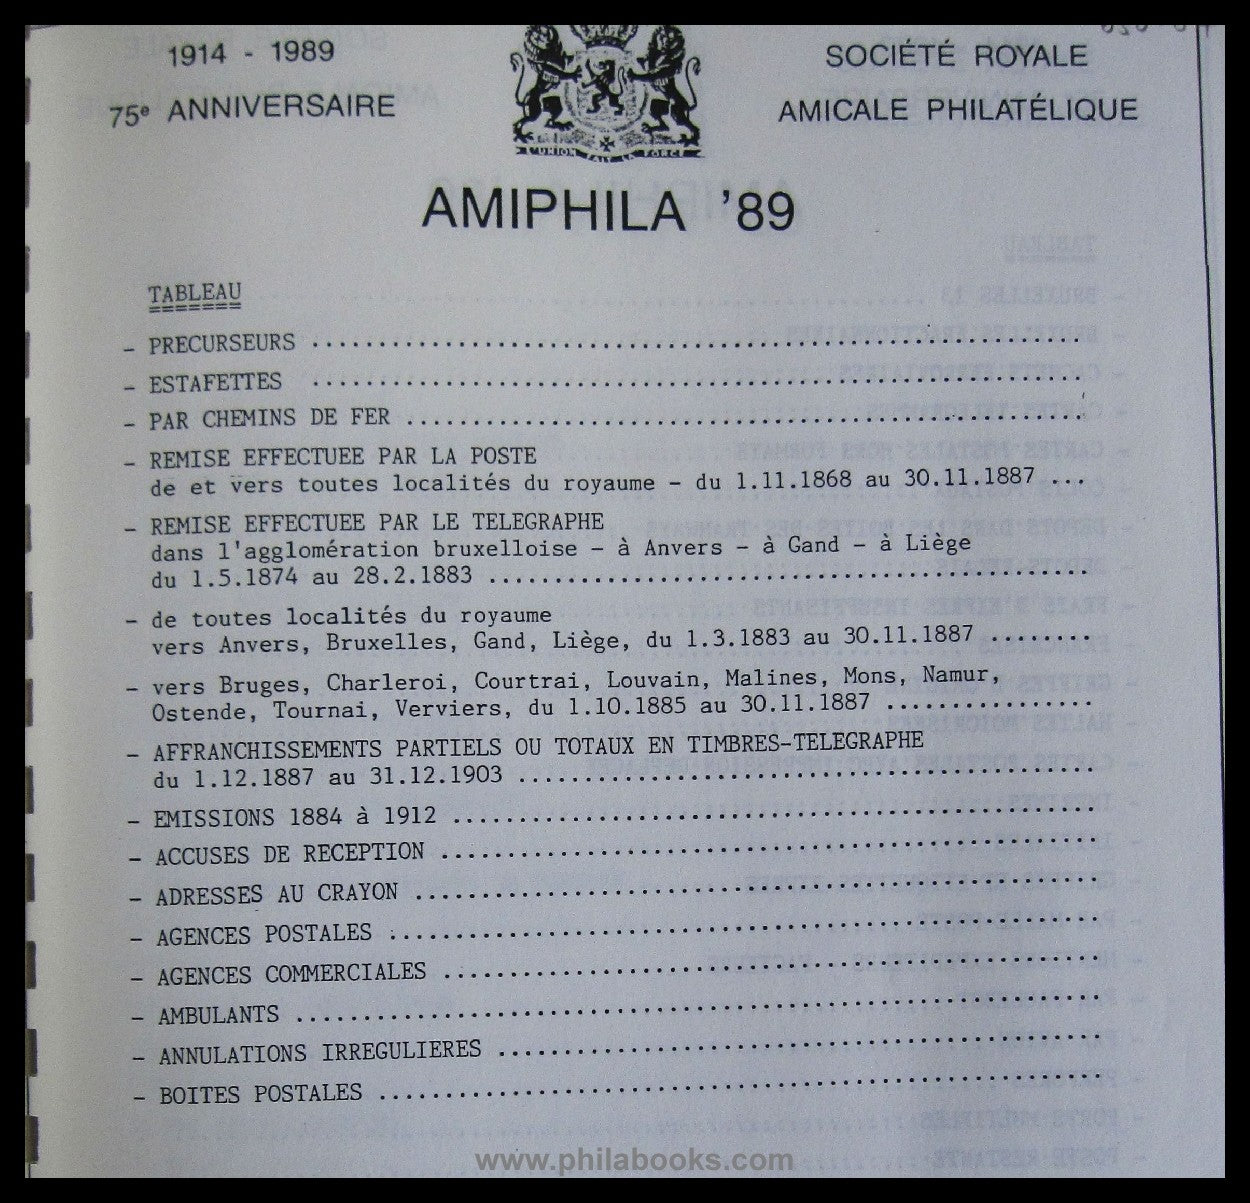 1914 - 1989
75e ANNIVERSAIRE
L'UNION FAIT LA FORCE
SOCIÉTÉ ROYALE
AMICALE PHILATÉLIQUE
AMIPHILA '89
TABLEAU
- PRECURSEURS ..........................................................
- ESTAFETTES ..........................................................
- PAR CHEMINS DE FER ..................................................
- REMISE EFFECTUEE PAR LA POSTE
de et vers toutes localités du royaume - du 1.11.1868 au 30.11.1887 ...
- REMISE EFFECTUEE PAR LE TELEGRAPHE
dans l'agglomération bruxelloise - à Anvers - à Gand - à Liège
du 1.5.1874 au 28.2.1883 ..............................................
- de toutes localités du royaume
vers Anvers, Bruxelles, Gand, Liège, du 1.3.1883 au 30.11.1887 ........
- vers Bruges, Charleroi, Courtrai, Louvain, Malines, Mons, Namur,
Ostende, Tournai, Verviers, du 1.10.1885 au 30.11.1887 ................
- AFFRANCHISSEMENTS PARTIELS OU TOTAUX EN TIMBRES-TELEGRAPHE
du 1.12.1887 au 31.12.1903 ............................................
- EMISSIONS 1884 à 1912 ................................................
- ACCUSES DE RECEPTION .................................................
- ADRESSES AU CRAYON ...................................................
- AGENCES POSTALES .....................................................
- AGENCES COMMERCIALES .................................................
- AMBULANTS ............................................................
- ANNULATIONS IRREGULIERES .............................................
- BOITES POSTALES ......................................................
www.philabooks.com